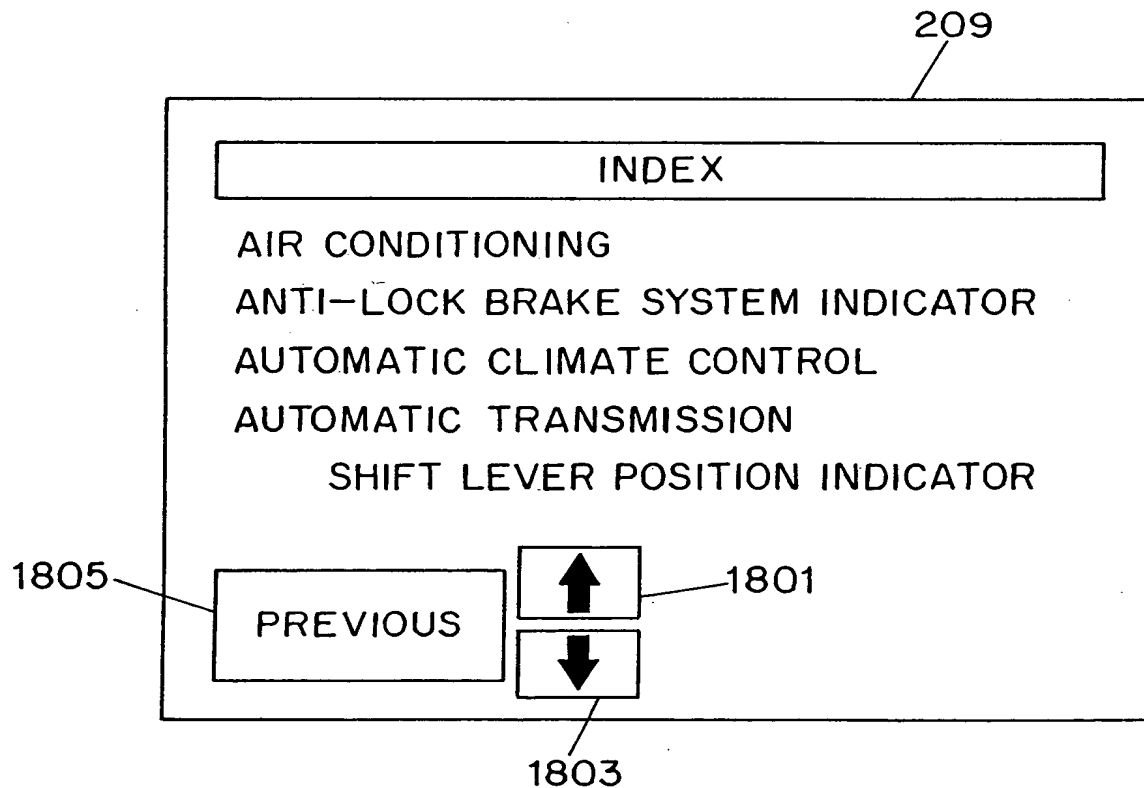 209
INDEX
AIR CONDITIONING
ANTI-LOCK BRAKE SYSTEM INDICATOR
AUTOMATIC CLIMATE CONTROL
AUTOMATIC TRANSMISSION
SHIFT LEVER POSITION INDICATOR
1805
PREVIOUS
1801
1803